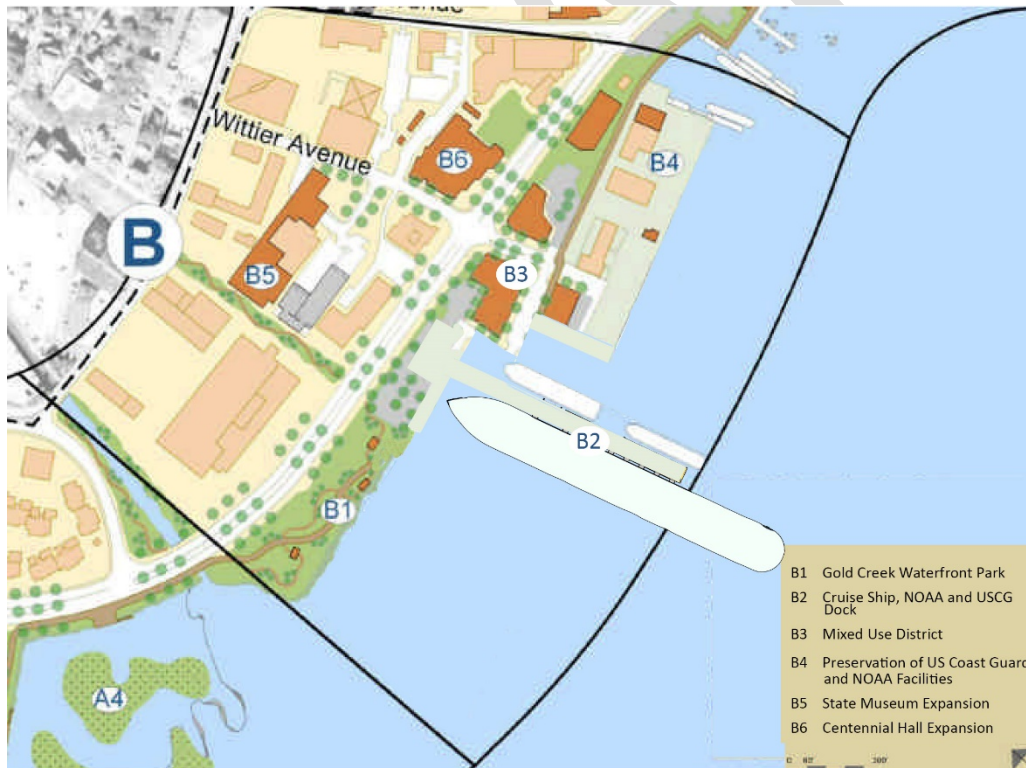 Wittier Avenue
B6
B4
B
B5
B3
B2
B1
A4
B1 Gold Creek Waterfront Park
B2 Cruise Ship, NOAA and USCG
Dock
B3 Mixed Use District
B4 Preservation of US Coast Guard
and NOAA Facilities
B5 State Museum Expansion
B6 Centennial Hall Expansion